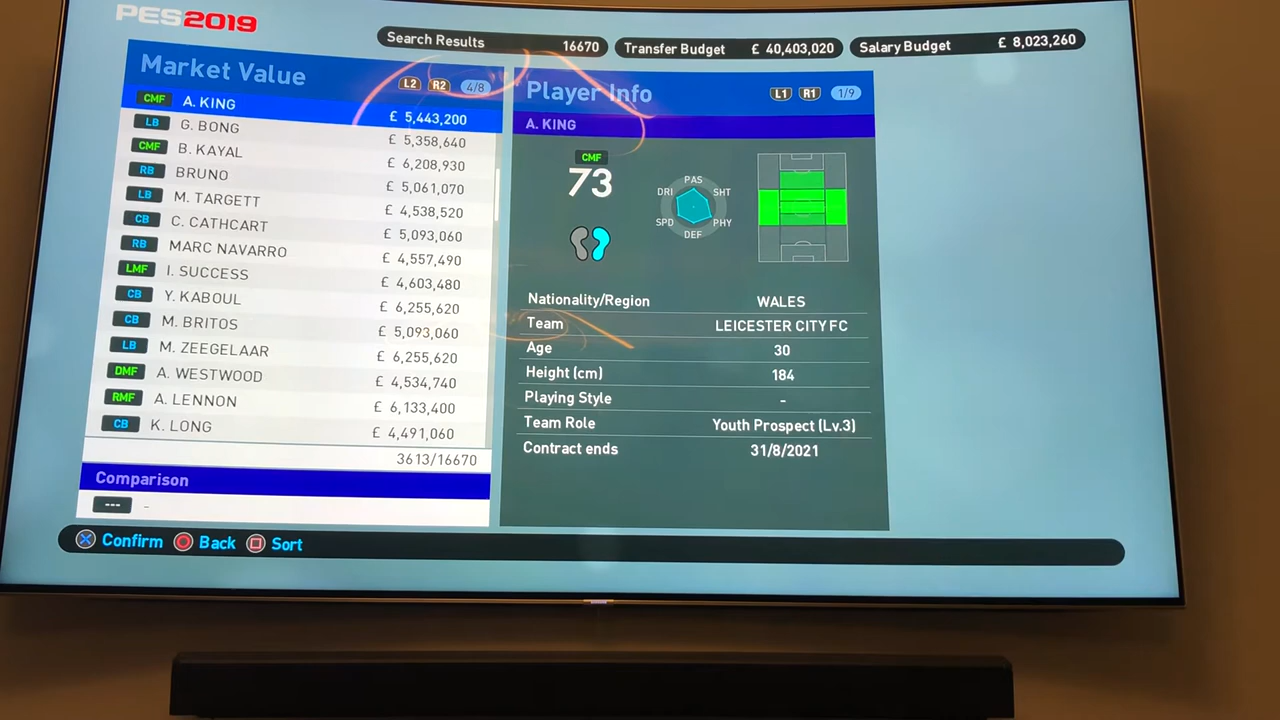 PES2019
Search Results 16670
Transfer Budget £ 40,403,020
Salary Budget £ 8,023,260
Market Value L2 R2 4/8
CMF A. KING £ 5,443,200
LB G. BONG £ 5,358,640
CMF B. KAYAL £ 6,208,930
RB BRUNO £ 5,061,070
LB M. TARGETT £ 4,538,520
CB C. CATHCART £ 5,093,060
RB MARC NAVARRO £ 4,557,490
LMF I. SUCCESS £ 4,603,480
CB Y. KABOUL £ 6,255,620
CB M. BRITOS £ 5,093,060
LB M. ZEEGELAAR £ 6,255,620
DMF A. WESTWOOD £ 4,534,740
RMF A. LENNON £ 6,133,400
CB K. LONG £ 4,491,060
3613/16670
Comparison
--- -
Player Info L1 R1 1/9
A. KING
CMF
73
PAS
DRI SHT
SPD PHY
DEF
Nationality/Region WALES
Team LEICESTER CITY FC
Age 30
Height (cm) 184
Playing Style -
Team Role Youth Prospect (Lv.3)
Contract ends 31/8/2021
Confirm Back Sort